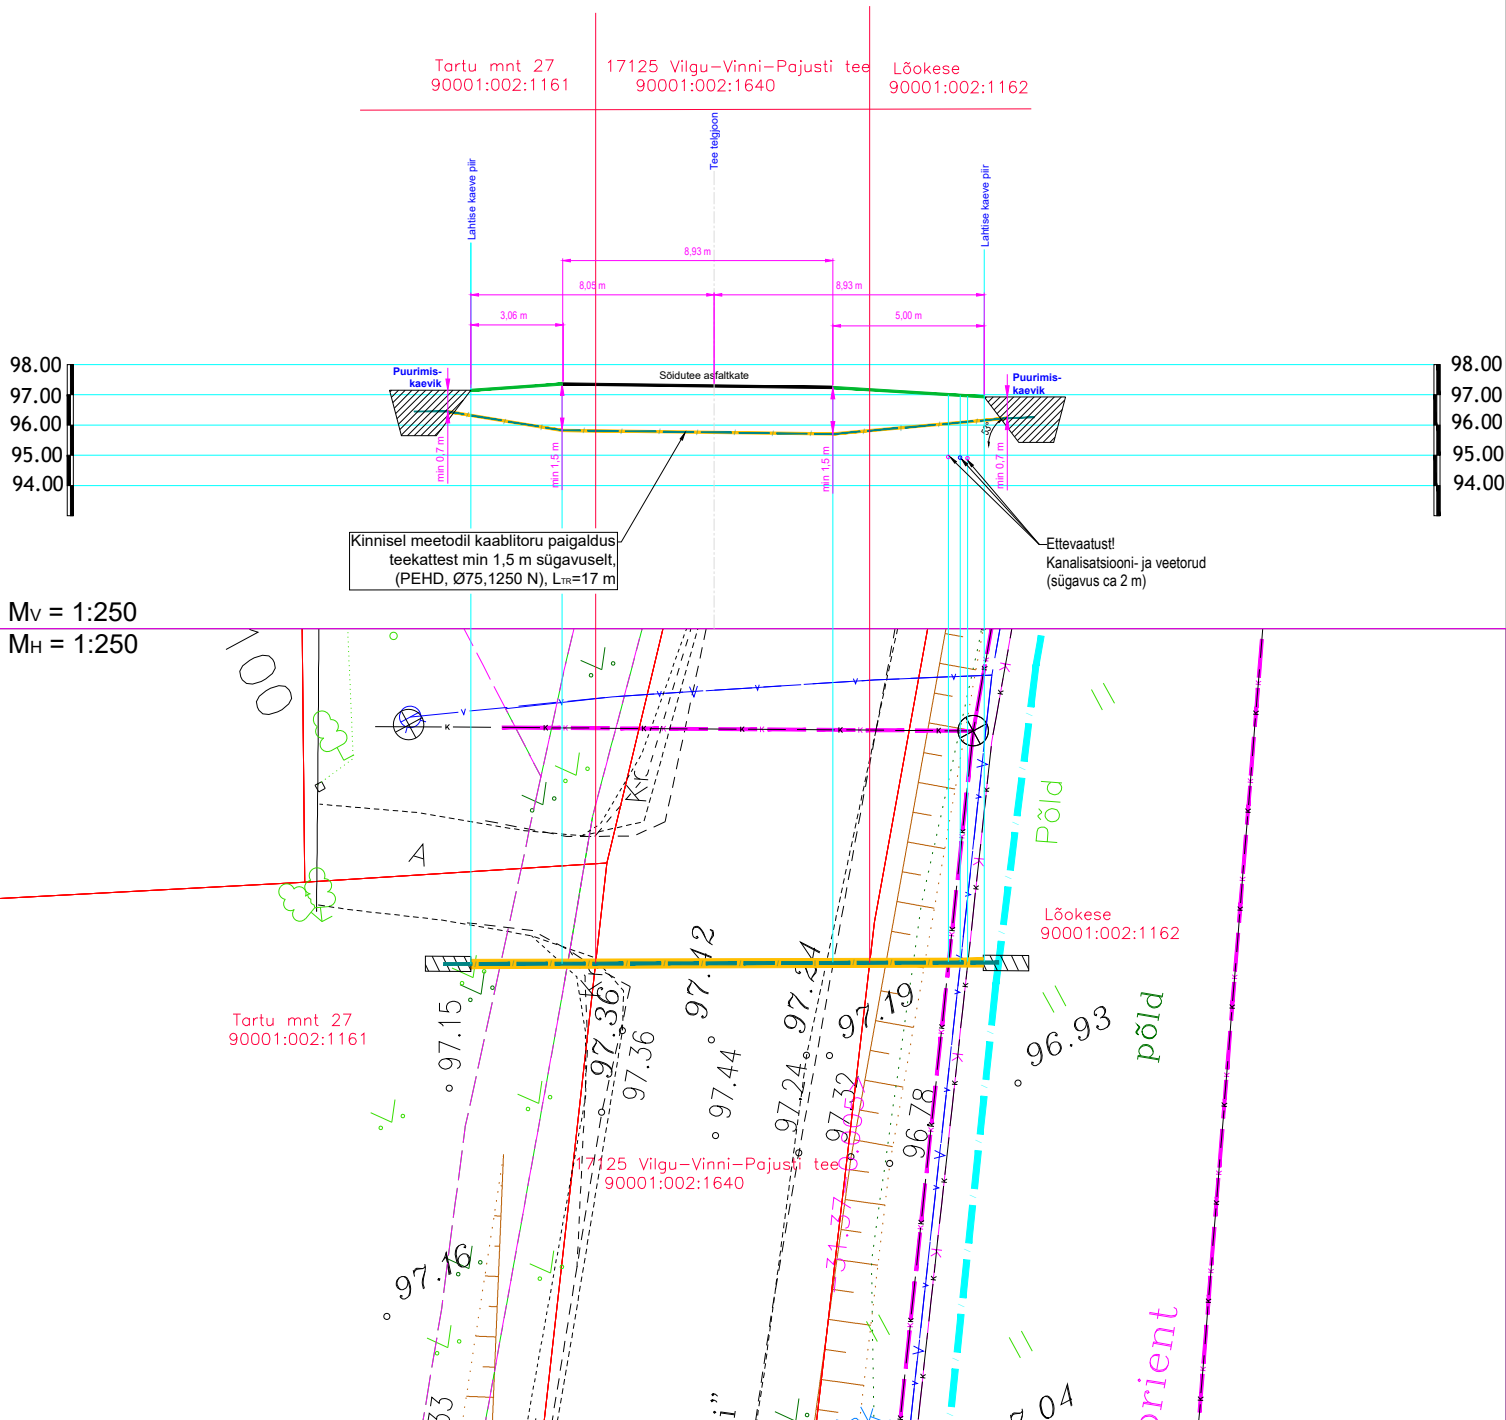 Tartu mnt 27
90001:002:1161
17125 Vilgu-Vinni-Pajusti tee
90001:002:1640
Lõokese
90001:002:1162
Lahtise kaeve piir
Tee telgjoon
Lahtise kaeve piir
8,93 m
8,05 m
8,93 m
3,06 m
5,00 m
98.00
97.00
96.00
95.00
94.00
98.00
97.00
96.00
95.00
94.00
Puurimis-
kaevik
Sõidutee asfaltkate
Puurimis-
kaevik
min 0,7 m
min 1,5 m
min 1,5 m
min 0,7 m
Kinnisel meetodil kaablitoru paigaldus
teekattest min 1,5 m sügavuselt,
(PEHD, Ø75,1250 N), LTR=17 m
Ettevaatust!
Kanalisatsiooni- ja veetorud
(sügavus ca 2 m)
MV = 1:250
MH = 1:250
Kr
A
Põld
Lõokese
90001:002:1162
Tartu mnt 27
90001:002:1161
Kr
97.15
97.36
97.36
97.42
97.44
97.24
97.24
97.32
97.19
96.78
96.93
põld
17125 Vilgu-Vinni-Pajusti tee
90001:002:1640
31.37
97.16
33
04
orient